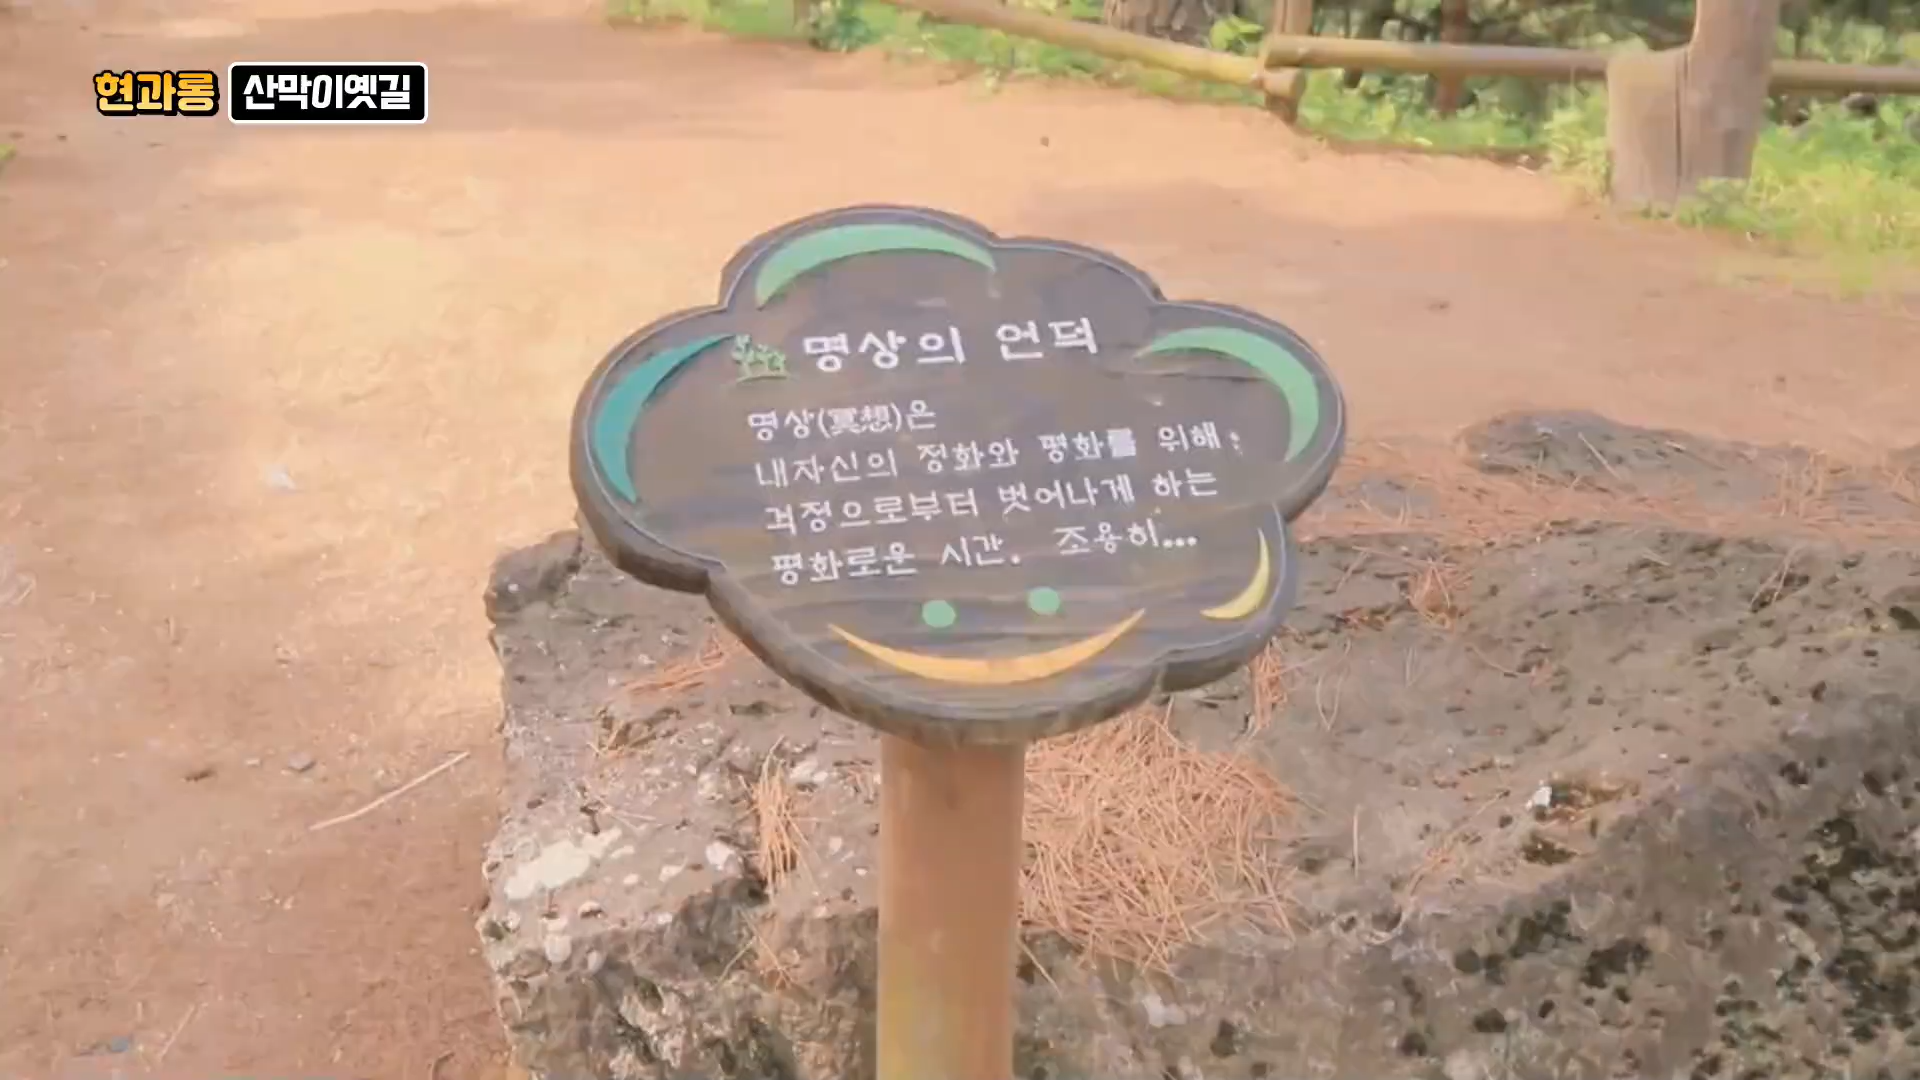 현과롱 산막이옛길
명상의 언덕
명상(冥想)은
내자신의 정화와 평화를 위해
걱정으로부터 벗어나게 하는
평화로운 시간. 조용히...